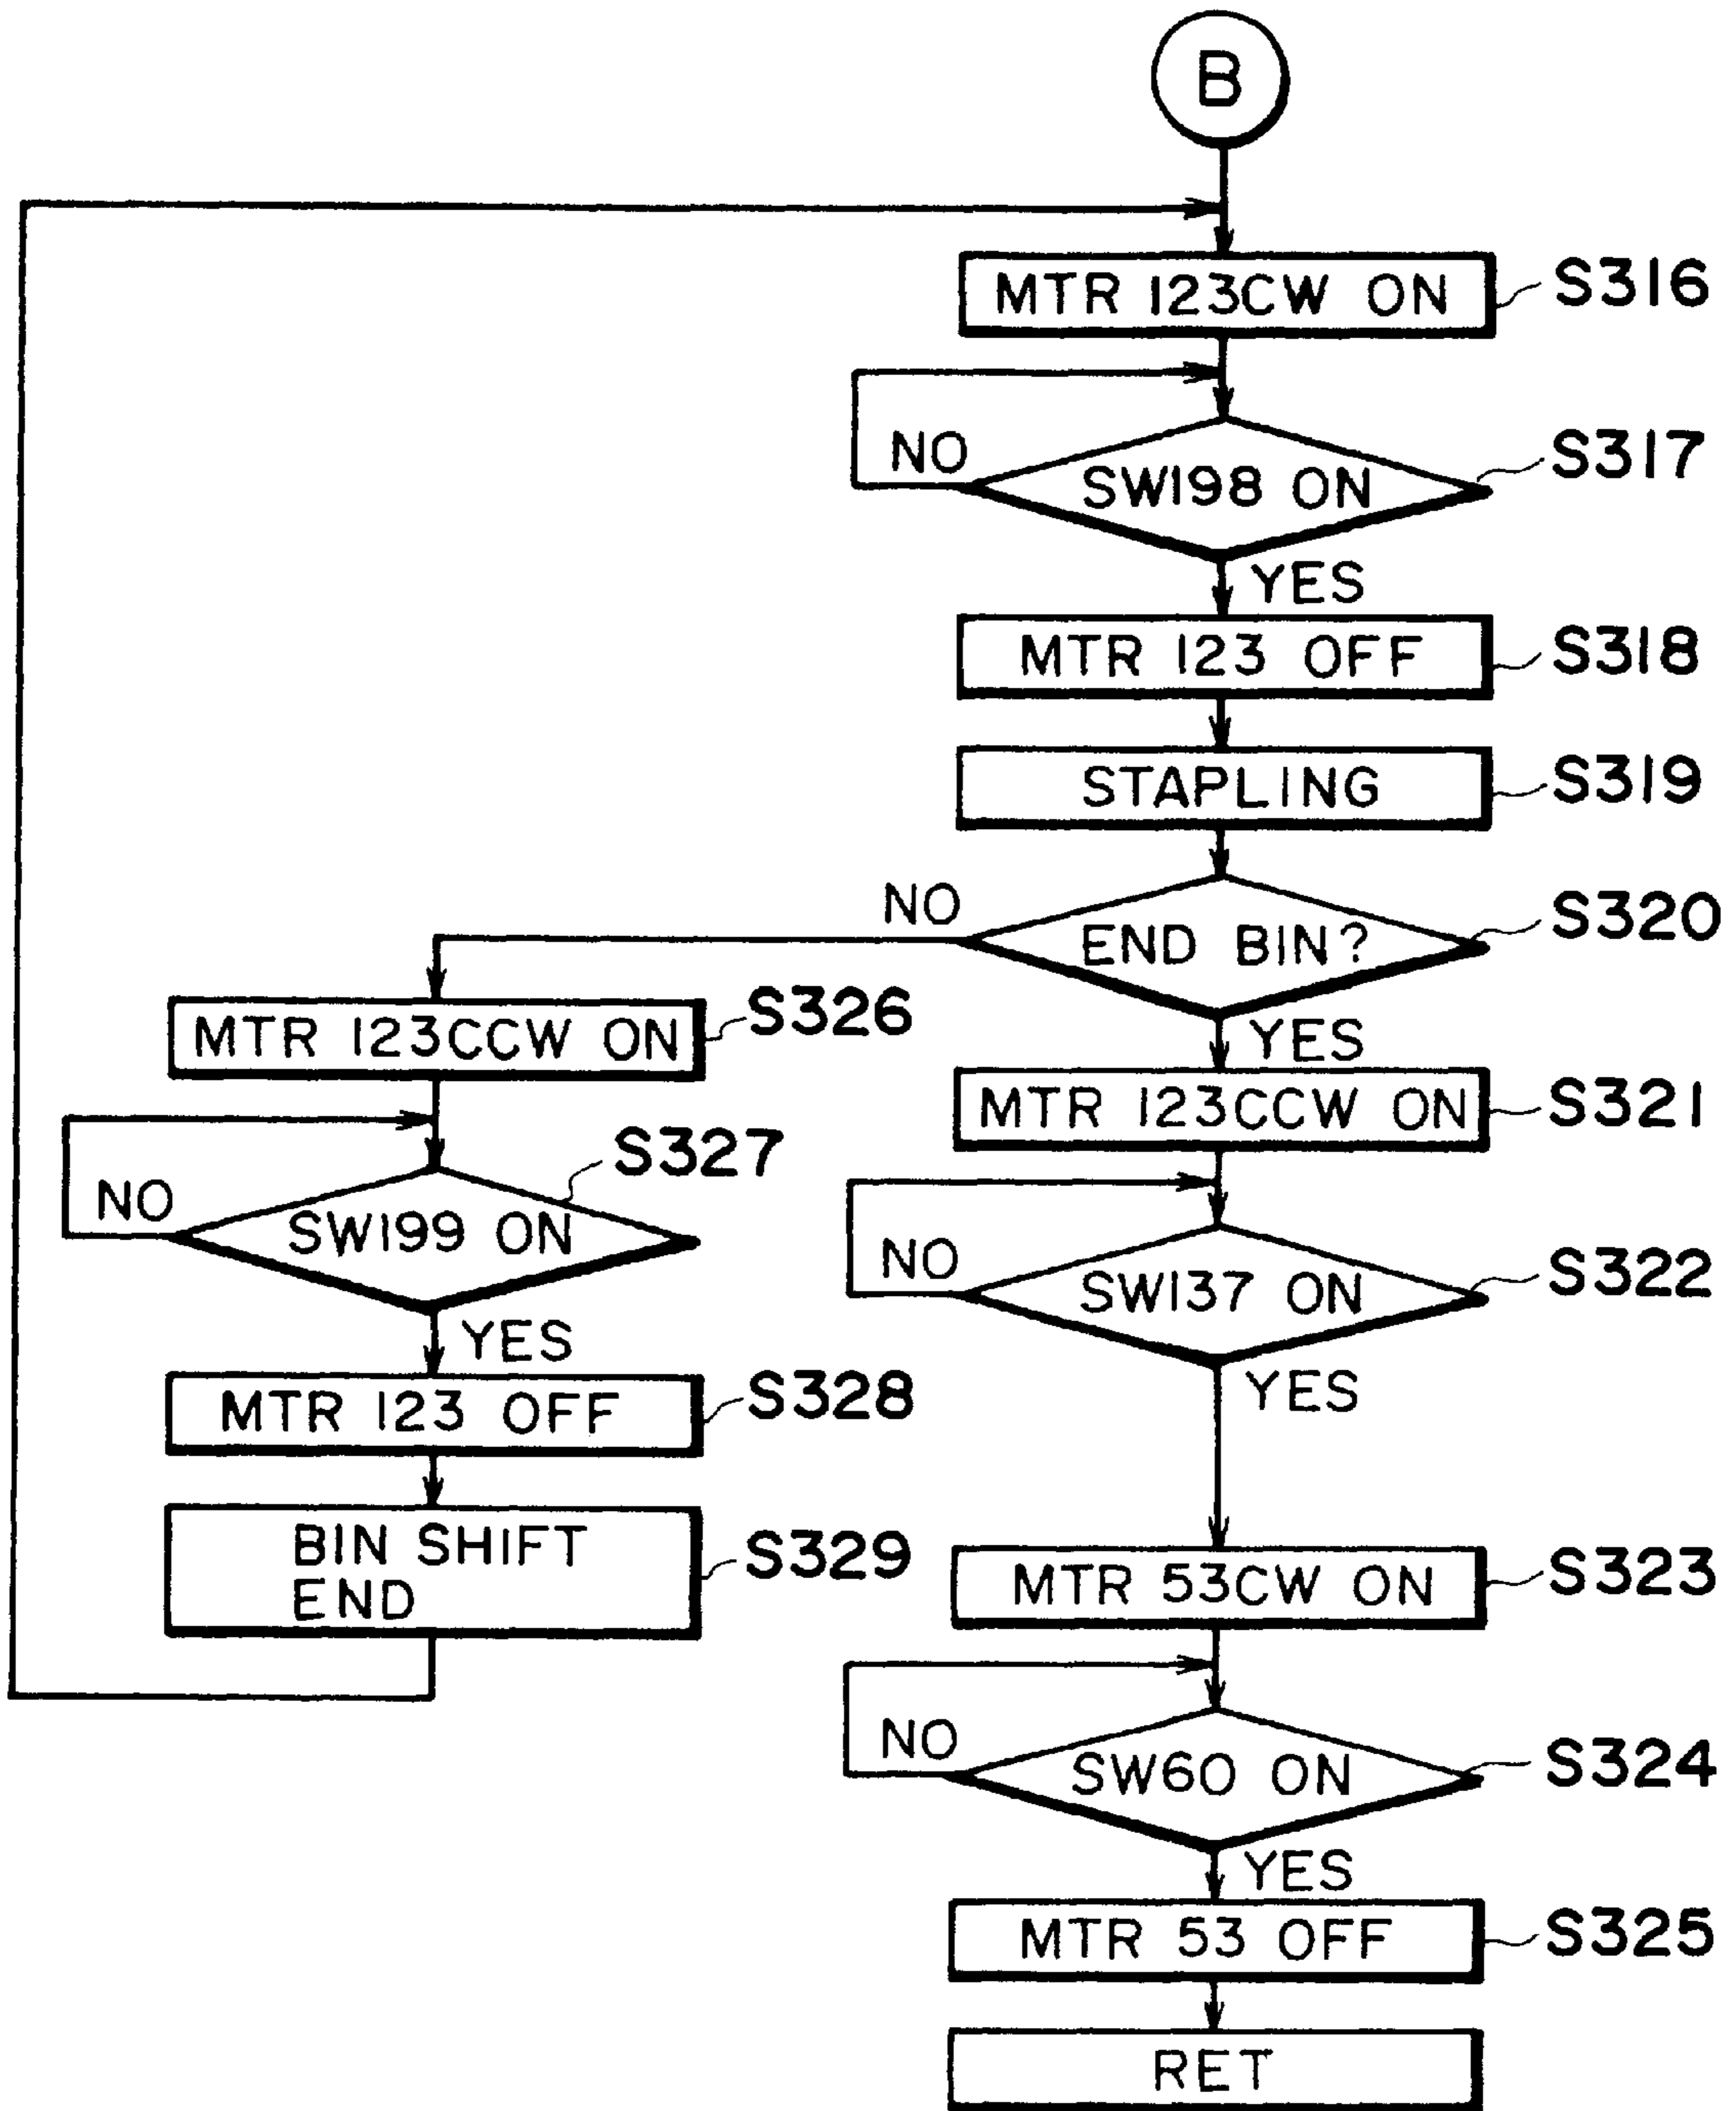 B
MTR 123CW ON
S316
NO
SW198 ON
S317
YES
MTR 123 OFF
S318
STAPLING
S319
NO
END BIN?
S320
YES
MTR 123CCW ON
S326
MTR 123CCW ON
S321
NO
SW199 ON
S327
NO
SW137 ON
S322
YES
YES
MTR 123 OFF
S328
BIN SHIFT
END
S329
MTR 53CW ON
S323
NO
SW60 ON
S324
YES
MTR 53 OFF
S325
RET